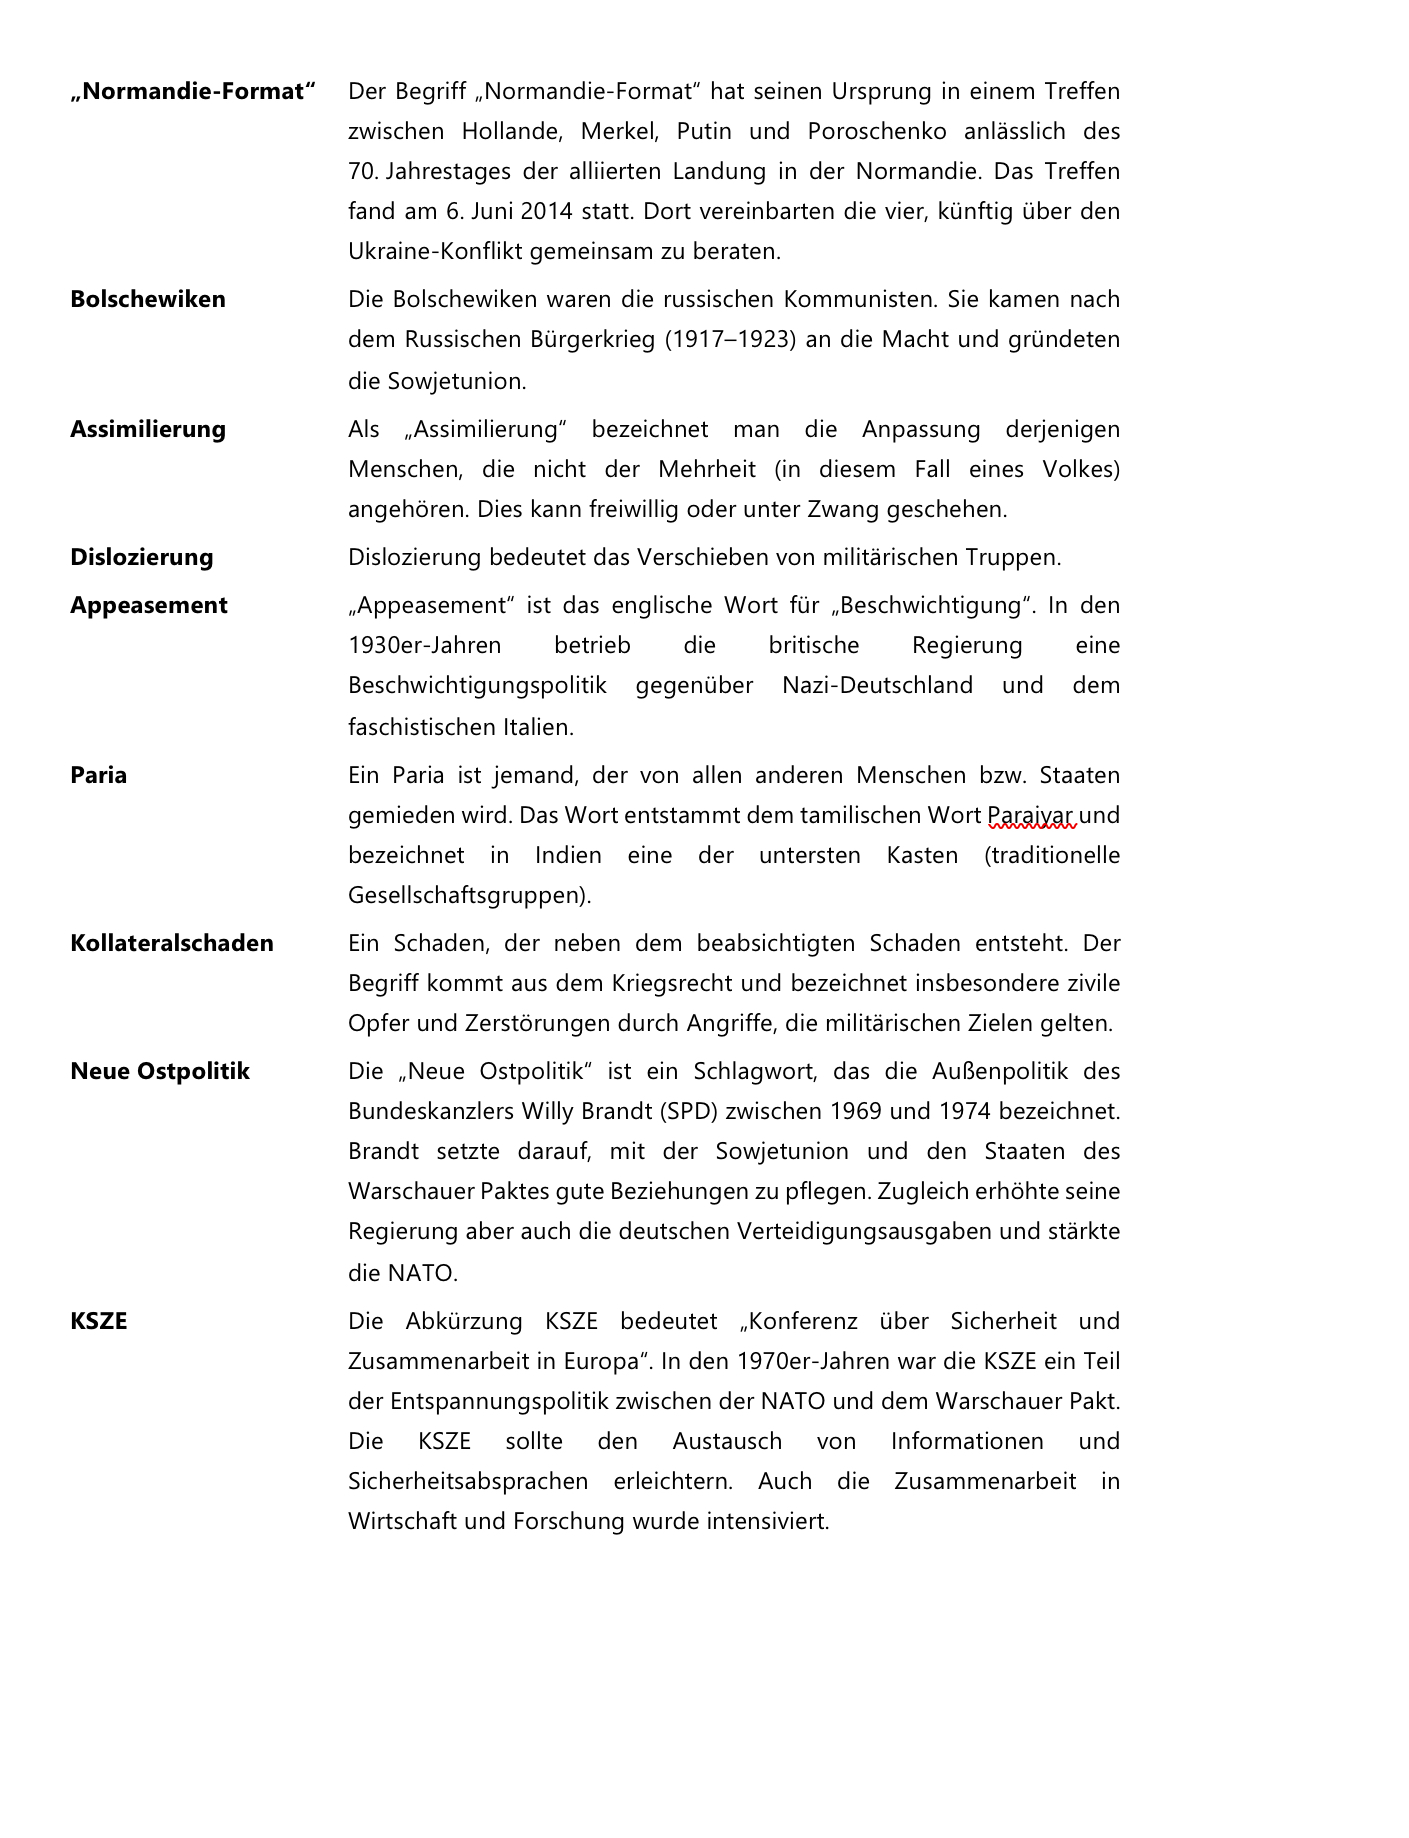 „Normandie-Format“ Der Begriff „Normandie-Format“ hat seinen Ursprung in einem Treffen
zwischen Hollande, Merkel, Putin und Poroschenko anlässlich des
70. Jahrestages der alliierten Landung in der Normandie. Das Treffen
fand am 6. Juni 2014 statt. Dort vereinbarten die vier, künftig über den
Ukraine-Konflikt gemeinsam zu beraten.
Bolschewiken Die Bolschewiken waren die russischen Kommunisten. Sie kamen nach
dem Russischen Bürgerkrieg (1917–1923) an die Macht und gründeten
die Sowjetunion.
Assimilierung Als „Assimilierung“ bezeichnet man die Anpassung derjenigen
Menschen, die nicht der Mehrheit (in diesem Fall eines Volkes)
angehören. Dies kann freiwillig oder unter Zwang geschehen.
Dislozierung Dislozierung bedeutet das Verschieben von militärischen Truppen.
Appeasement „Appeasement“ ist das englische Wort für „Beschwichtigung“. In den
1930er-Jahren betrieb die britische Regierung eine
Beschwichtigungspolitik gegenüber Nazi-Deutschland und dem
faschistischen Italien.
Paria Ein Paria ist jemand, der von allen anderen Menschen bzw. Staaten
gemieden wird. Das Wort entstammt dem tamilischen Wort Paraiyar und
bezeichnet in Indien eine der untersten Kasten (traditionelle
Gesellschaftsgruppen).
Kollateralschaden Ein Schaden, der neben dem beabsichtigten Schaden entsteht. Der
Begriff kommt aus dem Kriegsrecht und bezeichnet insbesondere zivile
Opfer und Zerstörungen durch Angriffe, die militärischen Zielen gelten.
Neue Ostpolitik Die „Neue Ostpolitik“ ist ein Schlagwort, das die Außenpolitik des
Bundeskanzlers Willy Brandt (SPD) zwischen 1969 und 1974 bezeichnet.
Brandt setzte darauf, mit der Sowjetunion und den Staaten des
Warschauer Paktes gute Beziehungen zu pflegen. Zugleich erhöhte seine
Regierung aber auch die deutschen Verteidigungsausgaben und stärkte
die NATO.
KSZE Die Abkürzung KSZE bedeutet „Konferenz über Sicherheit und
Zusammenarbeit in Europa“. In den 1970er-Jahren war die KSZE ein Teil
der Entspannungspolitik zwischen der NATO und dem Warschauer Pakt.
Die KSZE sollte den Austausch von Informationen und
Sicherheitsabsprachen erleichtern. Auch die Zusammenarbeit in
Wirtschaft und Forschung wurde intensiviert.